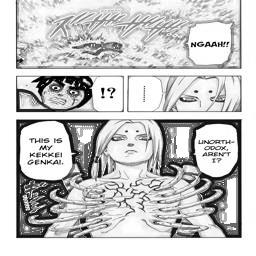 NGAAH!!
......
!?
UNORTH-
ODOX,
AREN'T
I?
THIS IS
MY
KEKKEI
GENKAI.